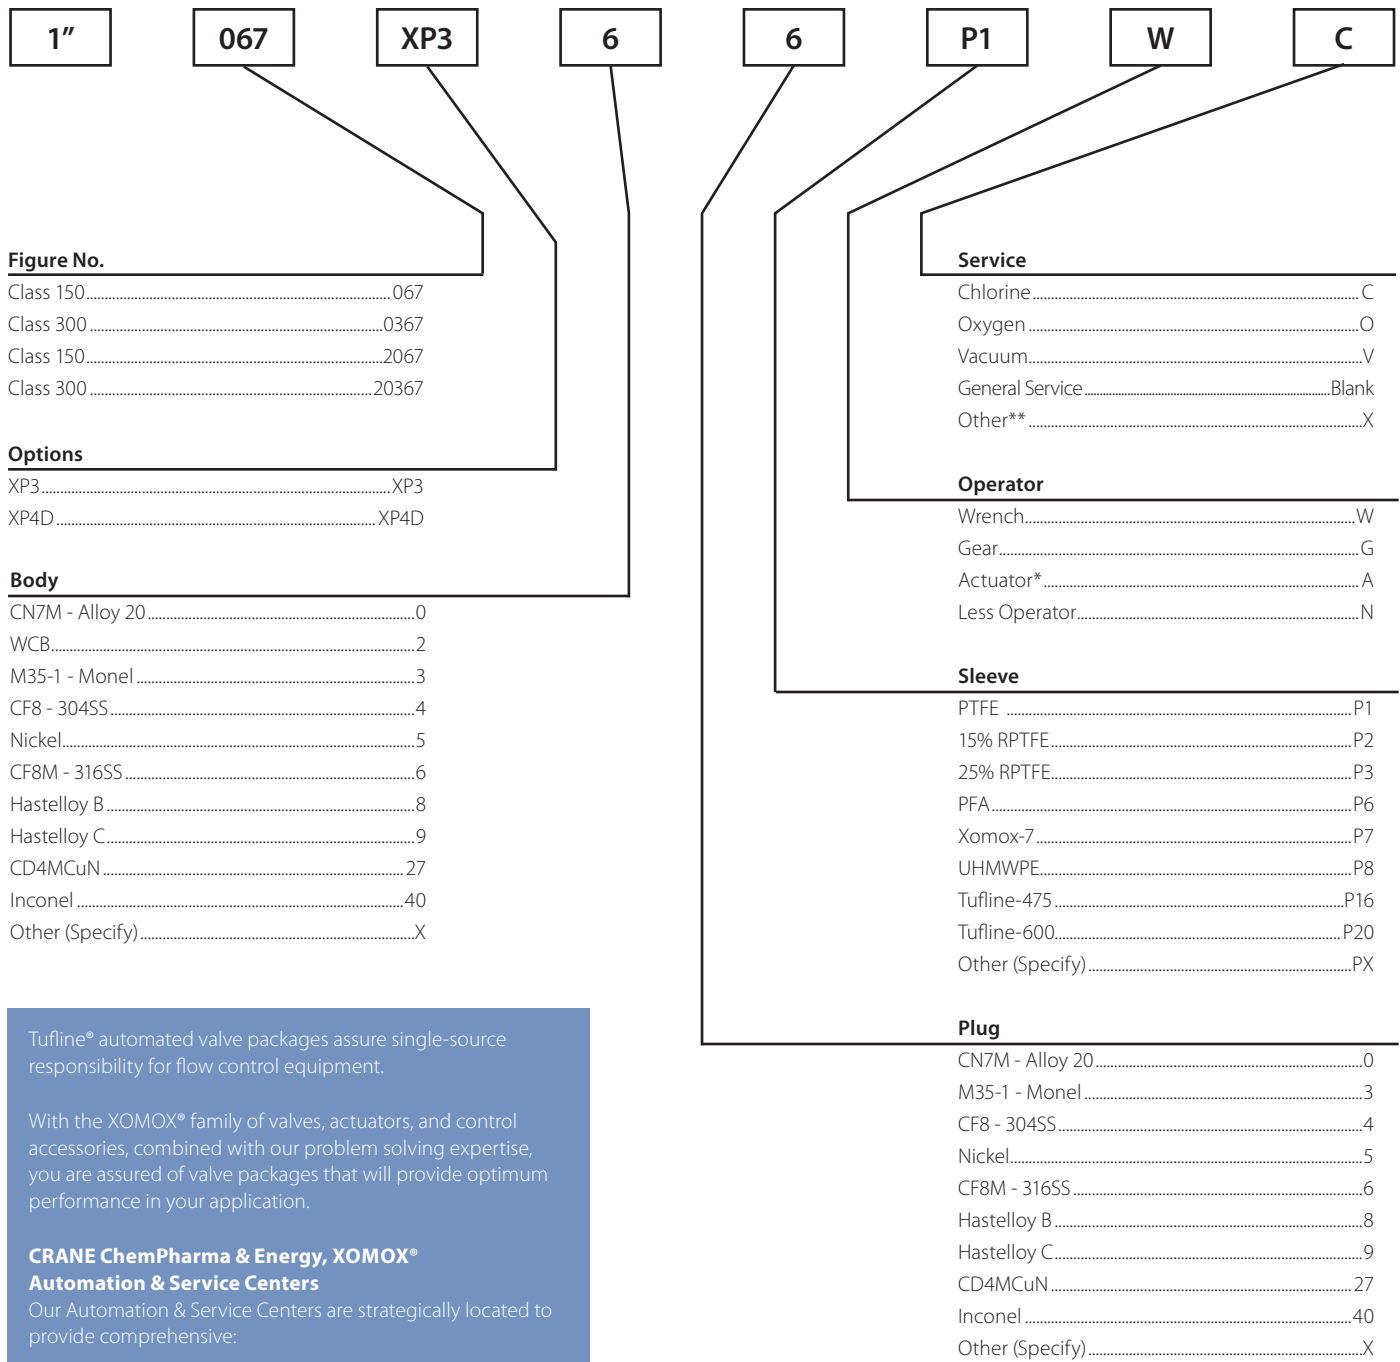 1” 067 XP3 6 6 P1 W C
Figure No.
Class 150 067
Class 300 0367
Class 150 2067
Class 300 20367
Options
XP3 XP3
XP4D XP4D
Body
CN7M - Alloy 20 0
WCB 2
M35-1 - Monel 3
CF8 - 304SS 4
Nickel 5
CF8M - 316SS 6
Hastelloy B 8
Hastelloy C 9
CD4MCuN 27
Inconel 40
Other (Specify) X
Tufline® automated valve packages assure single-source
responsibility for flow control equipment.
With the XOMOX® family of valves, actuators, and control
accessories, combined with our problem solving expertise,
you are assured of valve packages that will provide optimum
performance in your application.
CRANE ChemPharma & Energy, XOMOX®
Automation & Service Centers
Our Automation & Service Centers are strategically located to
provide comprehensive:
Service
Chlorine C
Oxygen O
Vacuum V
General Service Blank
Other** X
Operator
Wrench W
Gear G
Actuator* A
Less Operator N
Sleeve
PTFE P1
15% RPTFE P2
25% RPTFE P3
PFA P6
Xomox-7 P7
UHMWPE P8
Tufline-475 P16
Tufline-600 P20
Other (Specify) PX
Plug
CN7M - Alloy 20 0
M35-1 - Monel 3
CF8 - 304SS 4
Nickel 5
CF8M - 316SS 6
Hastelloy B 8
Hastelloy C 9
CD4MCuN 27
Inconel 40
Other (Specify) X